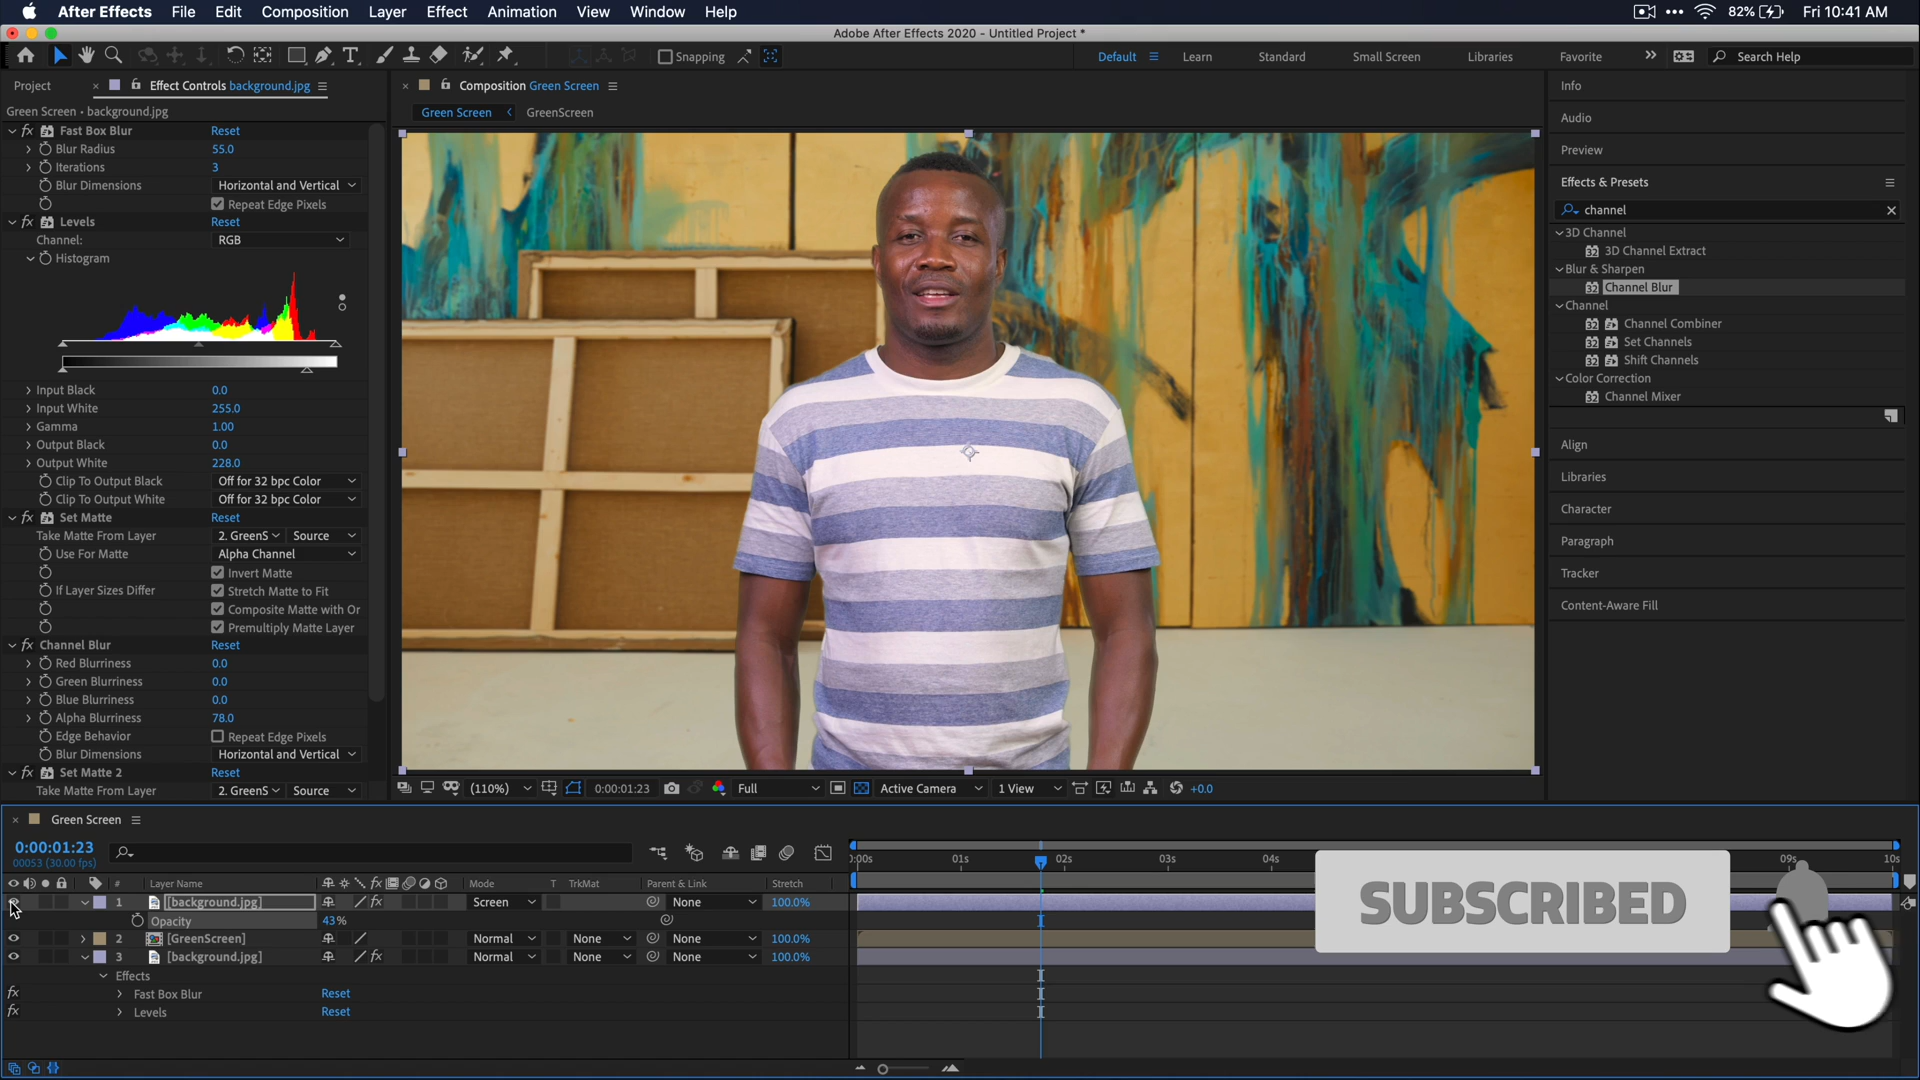 After Effects File Edit Composition Layer Effect Animation View Window Help 82% Fri 10:41 AM
Adobe After Effects 2020 - Untitled Project *
Snapping Default Learn Standard Small Screen Libraries Favorite Search Help
Project Effect Controls background.jpg
Composition Green Screen
Green Screen • background.jpg
Green Screen GreenScreen
Fast Box Blur Reset
Blur Radius 55.0
Iterations 3
Blur Dimensions Horizontal and Vertical
Repeat Edge Pixels
Levels Reset
Channel: RGB
Histogram
Input Black 0.0
Input White 255.0
Gamma 1.00
Output Black 0.0
Output White 228.0
Clip To Output Black Off for 32 bpc Color
Clip To Output White Off for 32 bpc Color
Set Matte Reset
Take Matte From Layer 2. GreenS Source
Use For Matte Alpha Channel
Invert Matte
If Layer Sizes Differ Stretch Matte to Fit
Composite Matte with Or
Premultiply Matte Layer
Channel Blur Reset
Red Blurriness 0.0
Green Blurriness 0.0
Blue Blurriness 0.0
Alpha Blurriness 78.0
Edge Behavior Repeat Edge Pixels
Blur Dimensions Horizontal and Vertical
Set Matte 2 Reset
Take Matte From Layer 2. GreenS Source
(110%) 0:00:01:23 Full Active Camera 1 View +0.0
Info
Audio
Preview
Effects & Presets
channel
3D Channel
32 3D Channel Extract
Blur & Sharpen
32 Channel Blur
Channel
32 Channel Combiner
32 Set Channels
32 Shift Channels
Color Correction
32 Channel Mixer
Align
Libraries
Character
Paragraph
Tracker
Content-Aware Fill
Green Screen
0:00:01:23
00053 (30.00 fps)
# Layer Name Mode T TrkMat Parent & Link Stretch
1 [background.jpg] Screen None 100.0%
Opacity 43%
2 [GreenScreen] Normal None None 100.0%
3 [background.jpg] Normal None None 100.0%
Effects
fx Fast Box Blur Reset
fx Levels Reset
0:00s 01s 02s 03s 04s 09s 10s
SUBSCRIBED